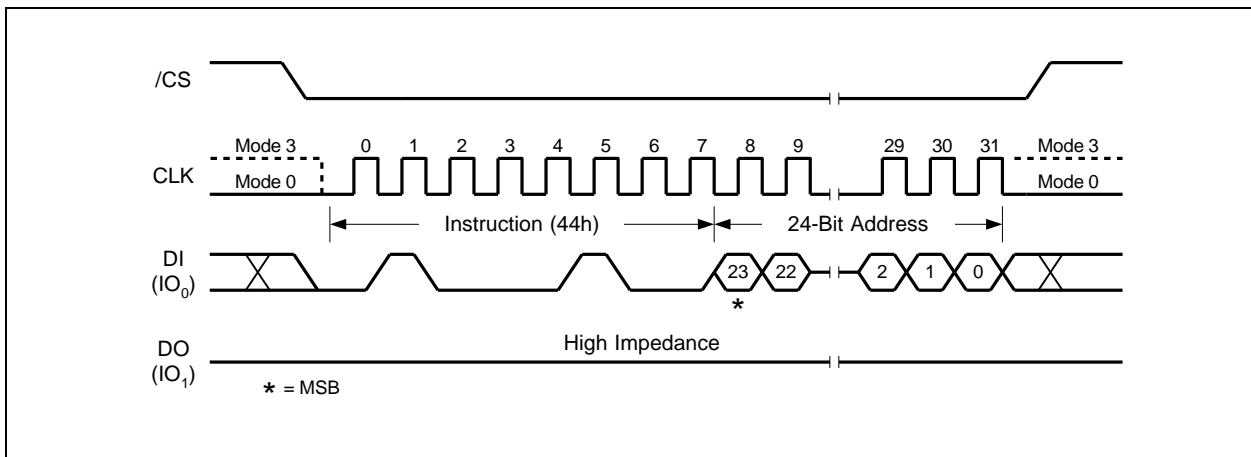 /CS
Mode 3 0 1 2 3 4 5 6 7 8 9 29 30 31 Mode 3
CLK
Mode 0 Mode 0
Instruction (44h) 24-Bit Address
DI
(IO0)
23 22 2 1 0
*
High Impedance
DO
(IO1)
* = MSB